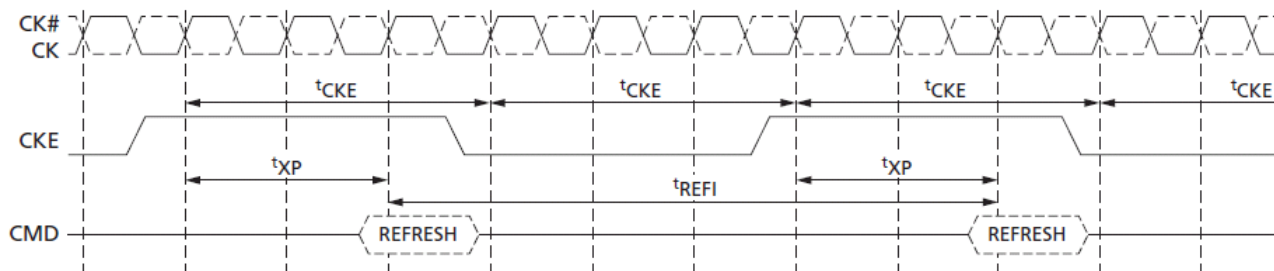 CK#
CK
tCKE tCKE tCKE tCKE
CKE
tXP tXP
tREFI
CMD REFRESH REFRESH